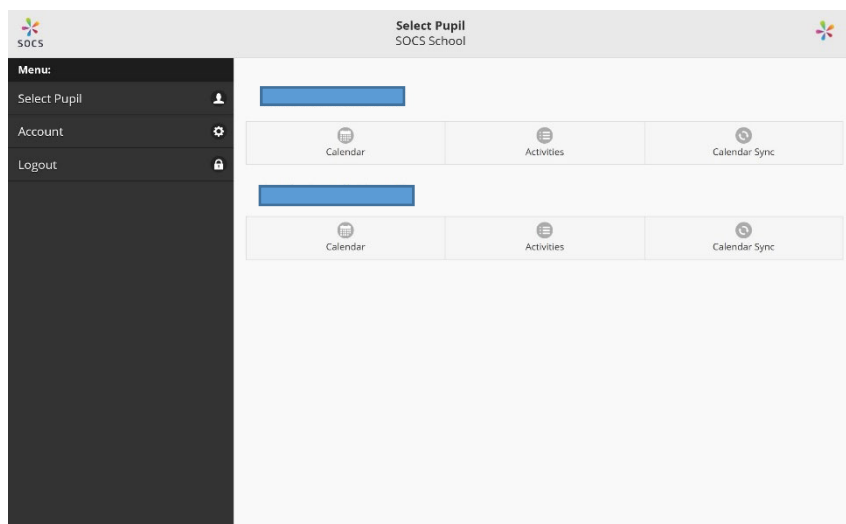 SOCS
Select Pupil
SOCS School
Menu:
Select Pupil
Account
Logout
Calendar
Activities
Calendar Sync
Calendar
Activities
Calendar Sync